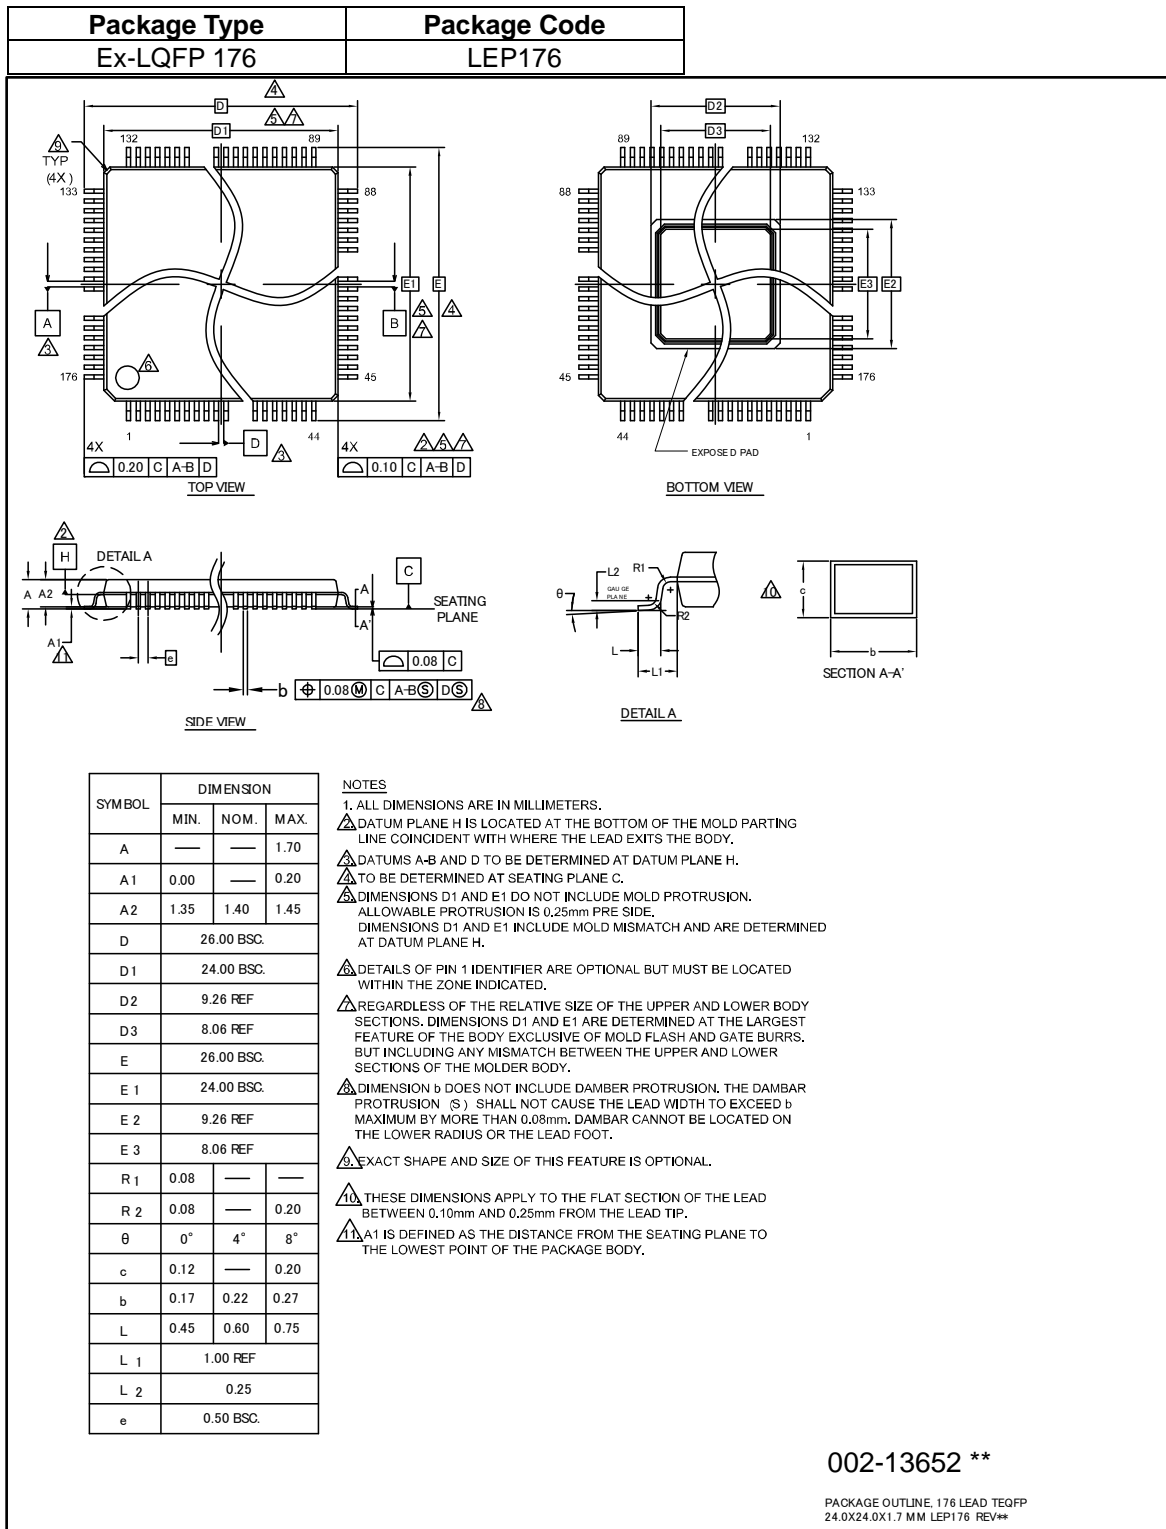 Package Type Package Code
Ex-LQFP 176 LEP176
4
D
5 7
D1
132 89
9
TYP
(4X)
133 88
E1 E
A B
3
5 4
7
176 6 45
1 D 44
3
4X 4X 2 5 7
0.20 C A-B D 0.10 C A-B D
TOP VIEW
D2
D3
89 132
88 133
E3 E2
45 176
44 1
EXPOSED PAD
BOTTOM VIEW
2
H DETAIL A
A A2
A1
11
e
C
A
A'
SEATING
PLANE
0.08 C
b 0.08 M C A-B S D S
8
SIDE VIEW
L2 R1
GAUGE
PLANE
θ
R2
L
L1
DETAIL A
10
c
b
SECTION A-A'
SYMBOL DIMENSION
MIN. NOM. MAX.
A — — 1.70
A1 0.00 — 0.20
A2 1.35 1.40 1.45
D 26.00 BSC.
D1 24.00 BSC.
D2 9.26 REF
D3 8.06 REF
E 26.00 BSC.
E 1 24.00 BSC.
E 2 9.26 REF
E 3 8.06 REF
R 1 0.08 — —
R 2 0.08 — 0.20
θ 0° 4° 8°
c 0.12 — 0.20
b 0.17 0.22 0.27
L 0.45 0.60 0.75
L 1 1.00 REF
L 2 0.25
e 0.50 BSC.
NOTES
1. ALL DIMENSIONS ARE IN MILLIMETERS.
2. DATUM PLANE H IS LOCATED AT THE BOTTOM OF THE MOLD PARTING
LINE COINCIDENT WITH WHERE THE LEAD EXITS THE BODY.
3. DATUMS A-B AND D TO BE DETERMINED AT DATUM PLANE H.
4. TO BE DETERMINED AT SEATING PLANE C.
5. DIMENSIONS D1 AND E1 DO NOT INCLUDE MOLD PROTRUSION.
ALLOWABLE PROTRUSION IS 0.25mm PRE SIDE.
DIMENSIONS D1 AND E1 INCLUDE MOLD MISMATCH AND ARE DETERMINED
AT DATUM PLANE H.
6. DETAILS OF PIN 1 IDENTIFIER ARE OPTIONAL BUT MUST BE LOCATED
WITHIN THE ZONE INDICATED.
7. REGARDLESS OF THE RELATIVE SIZE OF THE UPPER AND LOWER BODY
SECTIONS. DIMENSIONS D1 AND E1 ARE DETERMINED AT THE LARGEST
FEATURE OF THE BODY EXCLUSIVE OF MOLD FLASH AND GATE BURRS.
BUT INCLUDING ANY MISMATCH BETWEEN THE UPPER AND LOWER
SECTIONS OF THE MOLDER BODY.
8. DIMENSION b DOES NOT INCLUDE DAMBER PROTRUSION. THE DAMBAR
PROTRUSION (S) SHALL NOT CAUSE THE LEAD WIDTH TO EXCEED b
MAXIMUM BY MORE THAN 0.08mm. DAMBAR CANNOT BE LOCATED ON
THE LOWER RADIUS OR THE LEAD FOOT.
9. EXACT SHAPE AND SIZE OF THIS FEATURE IS OPTIONAL.
10. THESE DIMENSIONS APPLY TO THE FLAT SECTION OF THE LEAD
BETWEEN 0.10mm AND 0.25mm FROM THE LEAD TIP.
11. A1 IS DEFINED AS THE DISTANCE FROM THE SEATING PLANE TO
THE LOWEST POINT OF THE PACKAGE BODY.
002-13652 **
PACKAGE OUTLINE, 176 LEAD TEQFP
24.0X24.0X1.7 MM LEP176 REV**